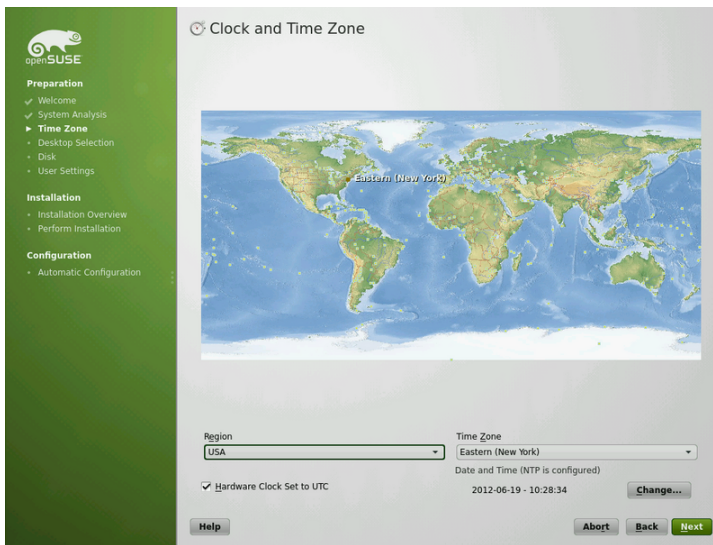 openSUSE
Preparation
Welcome
System Analysis
Time Zone
Desktop Selection
Disk
User Settings
Installation
Installation Overview
Perform Installation
Configuration
Automatic Configuration
Clock and Time Zone
Eastern (New York)
Region
USA
Hardware Clock Set to UTC
Time Zone
Eastern (New York)
Date and Time (NTP is configured)
2012-06-19 - 10:28:34
Change...
Help
Abort
Back
Next